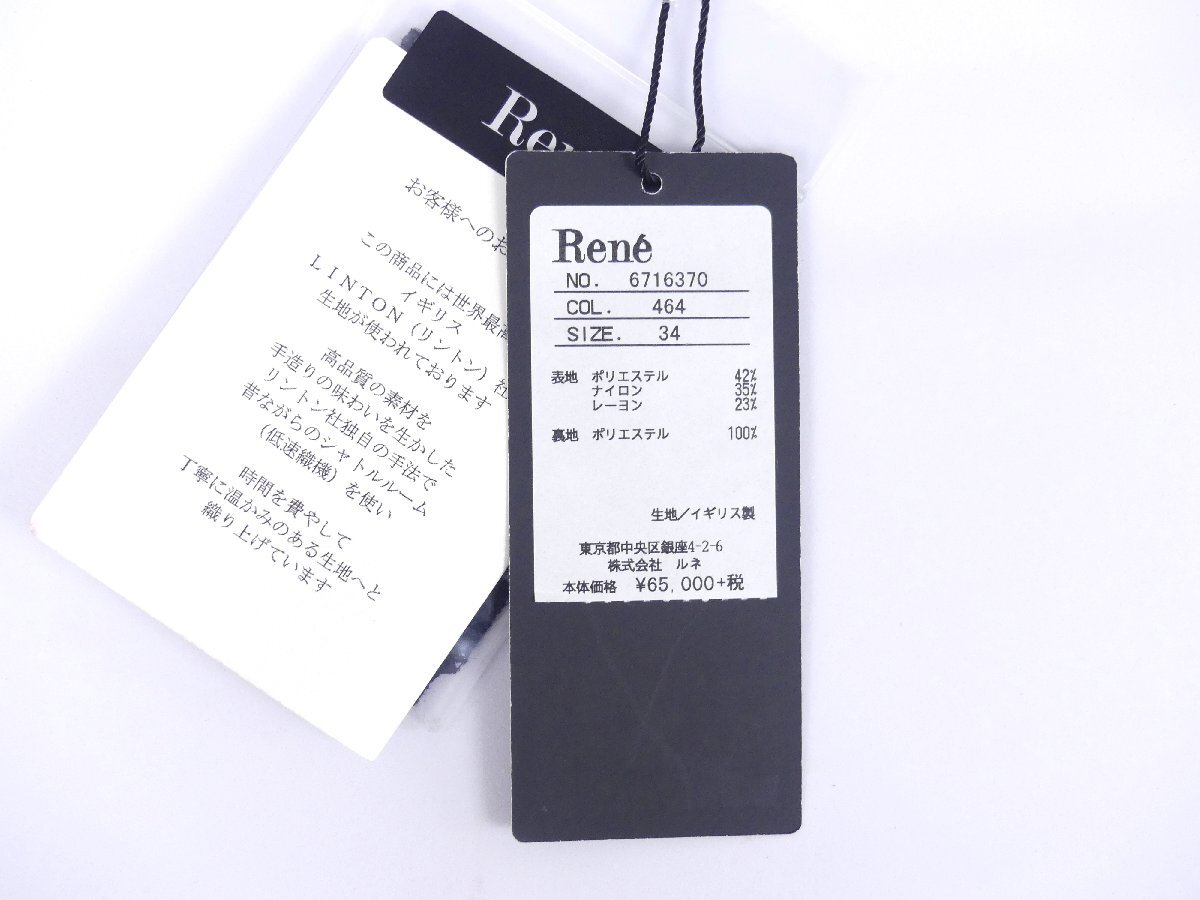 René
お客様へのお
この商品には世界最高
イギリス
LINTON (リントン) 社
生地が使われております
高品質の素材を
手造りの味わいを生かした
リントン社独自の手法で
昔ながらのシャトルルーム
(低速織機) を使い
時間を費やして
丁寧に温かみのある生地へと
織り上げています
René
NO. 6716370
COL. 464
SIZE. 34
表地 ポリエステル 42%
ナイロン 35%
レーヨン 23%
裏地 ポリエステル 100%
生地/イギリス製
東京都中央区銀座4-2-6
株式会社 ルネ
本体価格 ¥65,000+税